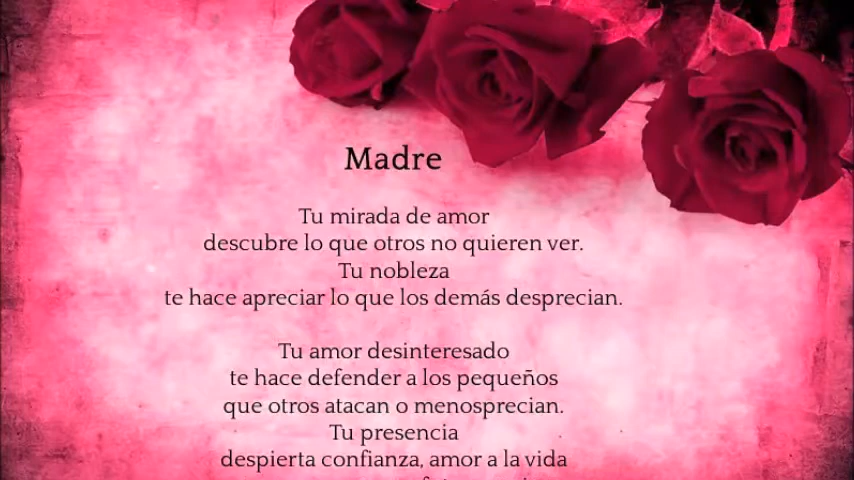 Madre
Tu mirada de amor
descubre lo que otros no quieren ver.
Tu nobleza
te hace apreciar lo que los demás desprecian.
Tu amor desinteresado
te hace defender a los pequeños
que otros atacan o menosprecian.
Tu presencia
despierta confianza, amor a la vida